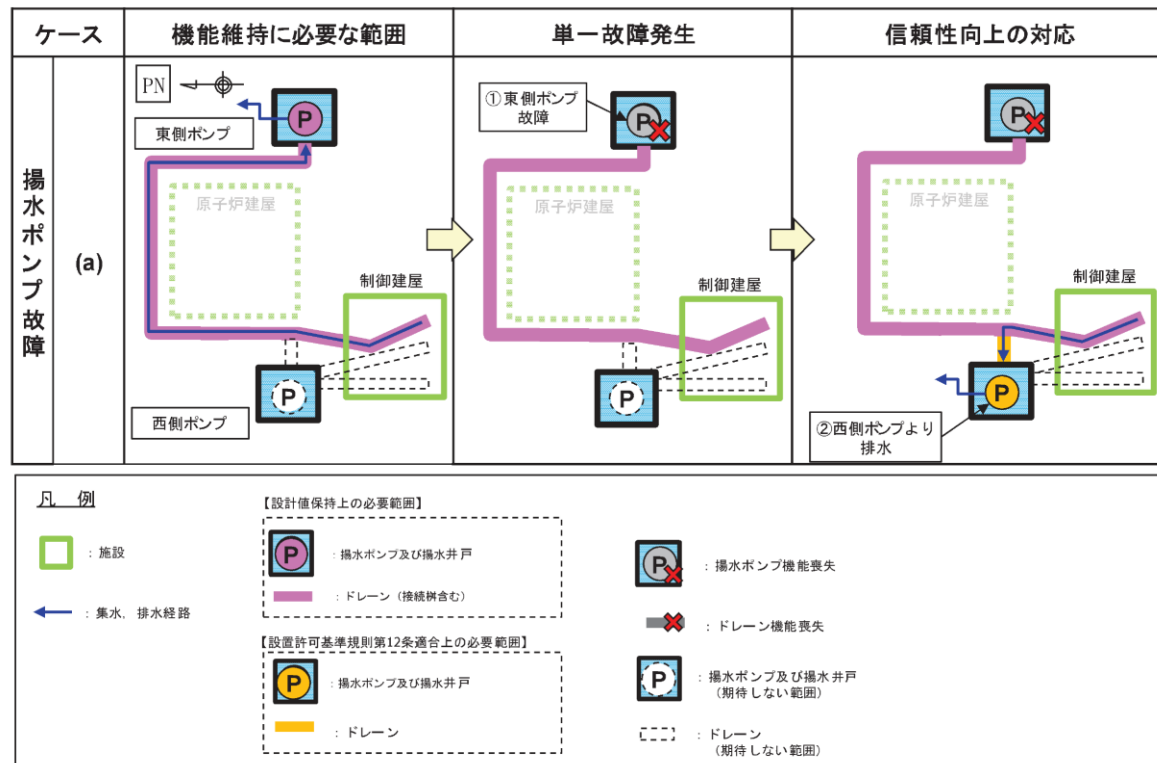 ケース
機能維持に必要な範囲
単一故障発生
信頼性向上の対応
揚水ポンプ故障
(a)
PN
P
東側ポンプ
原子炉建屋
制御建屋
P
西側ポンプ
①東側ポンプ
故障
P
原子炉建屋
制御建屋
P
P
原子炉建屋
制御建屋
P
②西側ポンプより
排水
凡 例
：施設
：集水，排水経路
【設計値保持上の必要範囲】
P
：揚水ポンプ及び揚水井戸
：ドレーン（接続桝含む）
【設置許可基準規則第12条適合上の必要範囲】
P
：揚水ポンプ及び揚水井戸
：ドレーン
P
：揚水ポンプ機能喪失
：ドレーン機能喪失
P
：揚水ポンプ及び揚水井戸
（期待しない範囲）
：ドレーン
（期待しない範囲）